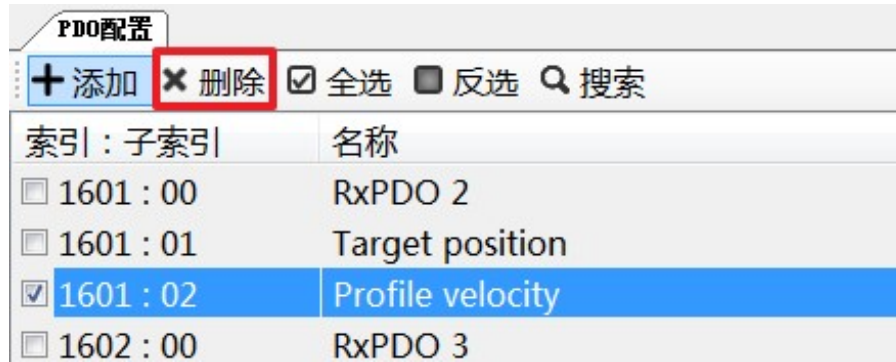 PDO配置
添加 删除 全选 反选 搜索
索引：子索引 名称
1601 : 00 RxPDO 2
1601 : 01 Target position
1601 : 02 Profile velocity
1602 : 00 RxPDO 3